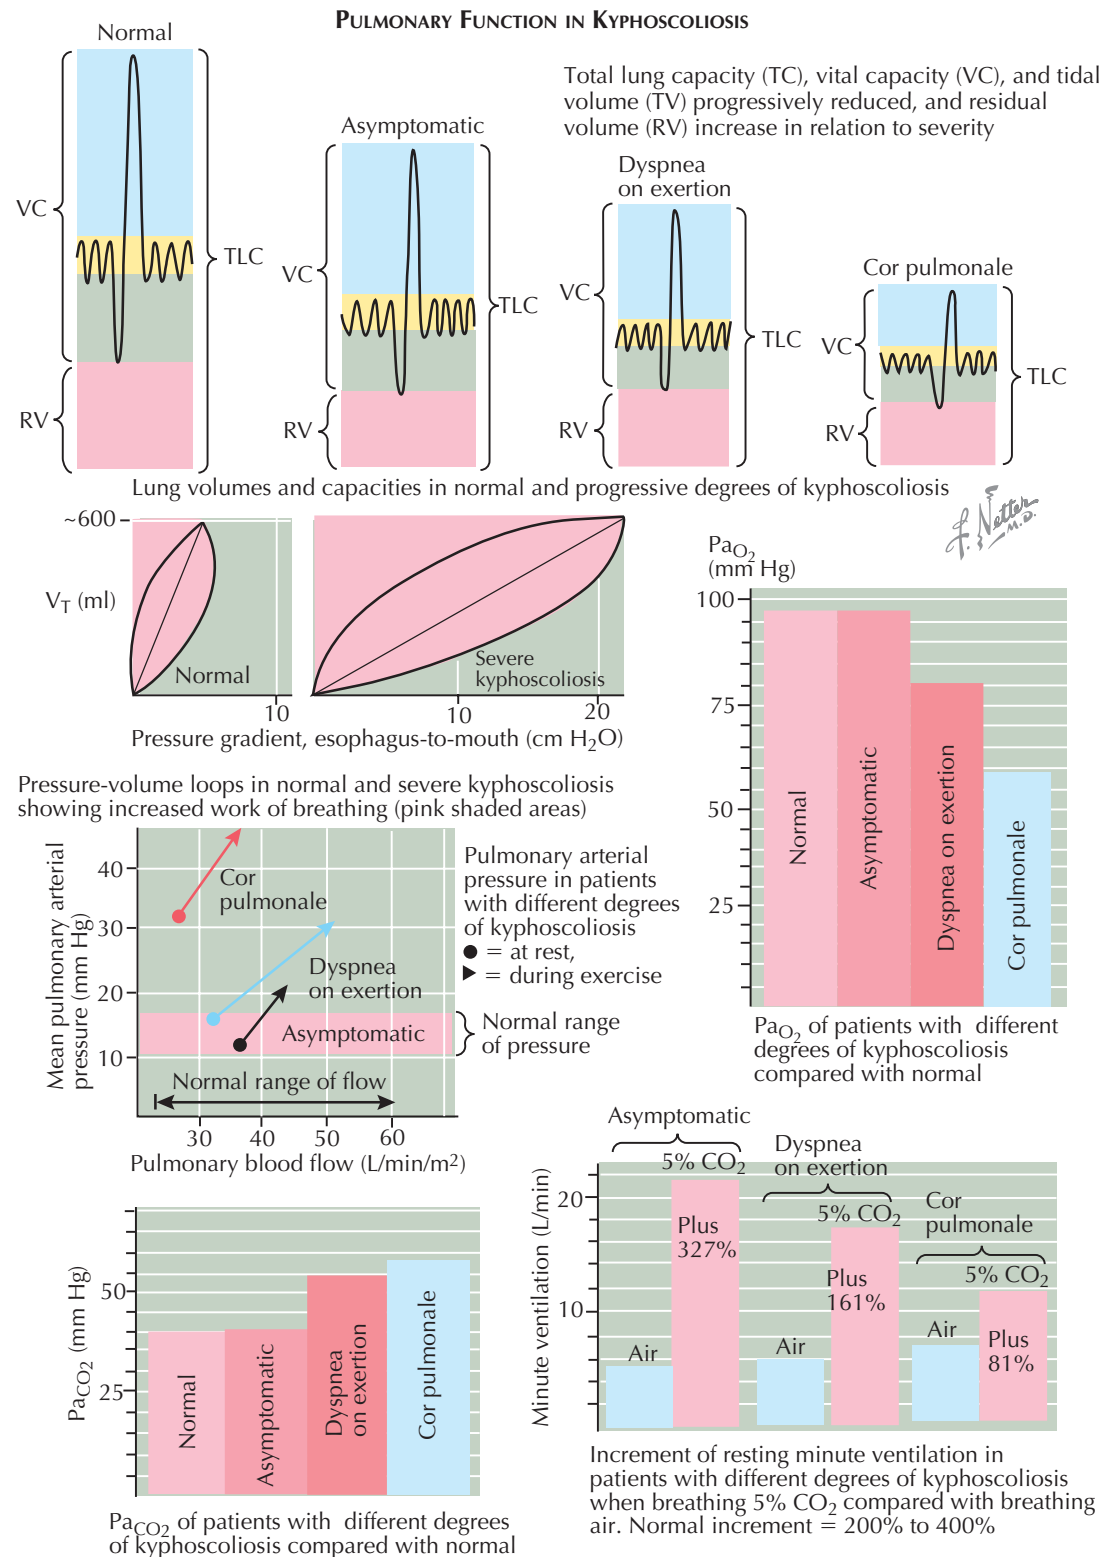 PULMONARY FUNCTION IN KYPHOSCOLIOSIS
Normal
VC
TLC
RV
Total lung capacity (TC), vital capacity (VC), and tidal
volume (TV) progressively reduced, and residual
volume (RV) increase in relation to severity
Asymptomatic
VC
TLC
RV
Dyspnea
on exertion
VC
TLC
RV
Cor pulmonale
VC
TLC
RV
Lung volumes and capacities in normal and progressive degrees of kyphoscoliosis
f. Netter
M.D.
~600
V_T (ml)
Normal
Severe
kyphoscoliosis
10
10
20
Pressure gradient, esophagus-to-mouth (cm H₂O)
Pressure-volume loops in normal and severe kyphoscoliosis
showing increased work of breathing (pink shaded areas)
Pa_O₂
(mm Hg)
100
75
50
25
Normal
Asymptomatic
Dyspnea on exertion
Cor pulmonale
Pa_O₂ of patients with different
degrees of kyphoscoliosis
compared with normal
Mean pulmonary arterial
pressure (mm Hg)
40
30
20
10
Cor
pulmonale
Dyspnea
on exertion
Asymptomatic
Normal range of flow
30
40
50
60
Pulmonary blood flow (L/min/m²)
Pulmonary arterial
pressure in patients
with different degrees
of kyphoscoliosis
● = at rest,
▶ = during exercise
Normal range
of pressure
Pa_CO₂ (mm Hg)
50
25
Normal
Asymptomatic
Dyspnea
on exertion
Cor pulmonale
Pa_CO₂ of patients with different degrees
of kyphoscoliosis compared with normal
Minute ventilation (L/min)
20
10
Asymptomatic
5% CO₂
Air
Plus
327%
Dyspnea
on exertion
5% CO₂
Air
Plus
161%
Cor
pulmonale
5% CO₂
Air
Plus
81%
Increment of resting minute ventilation in
patients with different degrees of kyphoscoliosis
when breathing 5% CO₂ compared with breathing
air. Normal increment = 200% to 400%